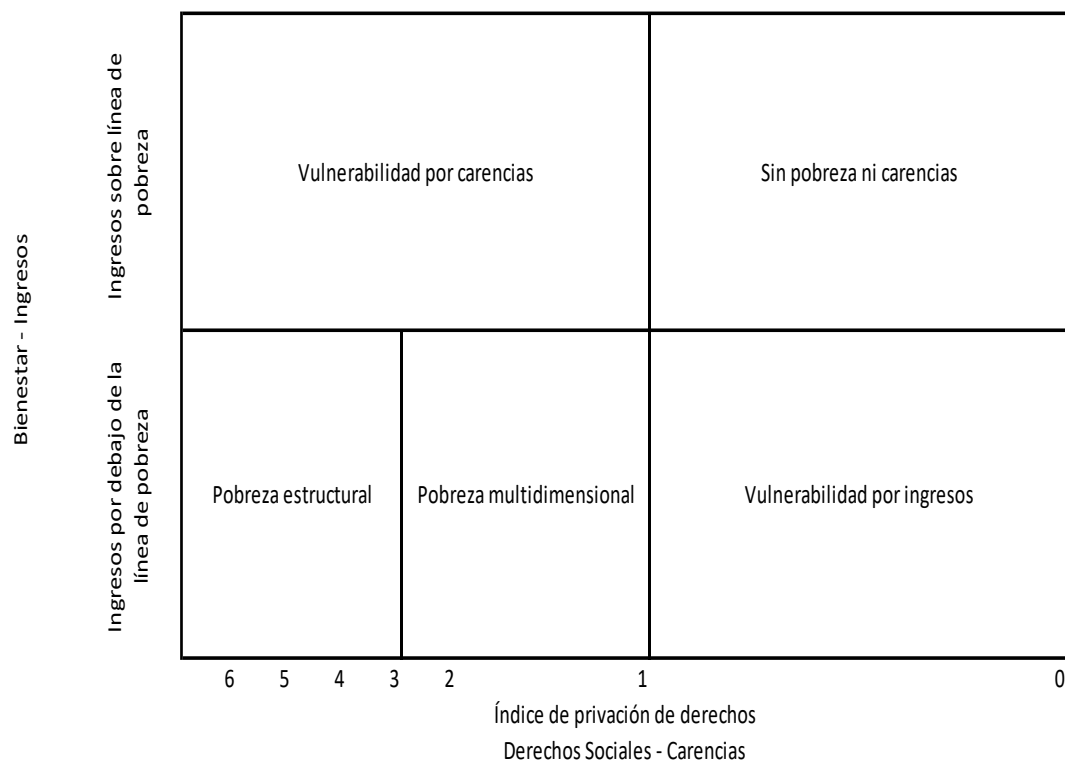 Bienestar - Ingresos
Ingresos sobre línea de
pobreza
Vulnerabilidad por carencias
Sin pobreza ni carencias
Ingresos por debajo de la
línea de pobreza
Pobreza estructural
Pobreza multidimensional
Vulnerabilidad por ingresos
6 5 4 3 2 1 0
Índice de privación de derechos
Derechos Sociales - Carencias